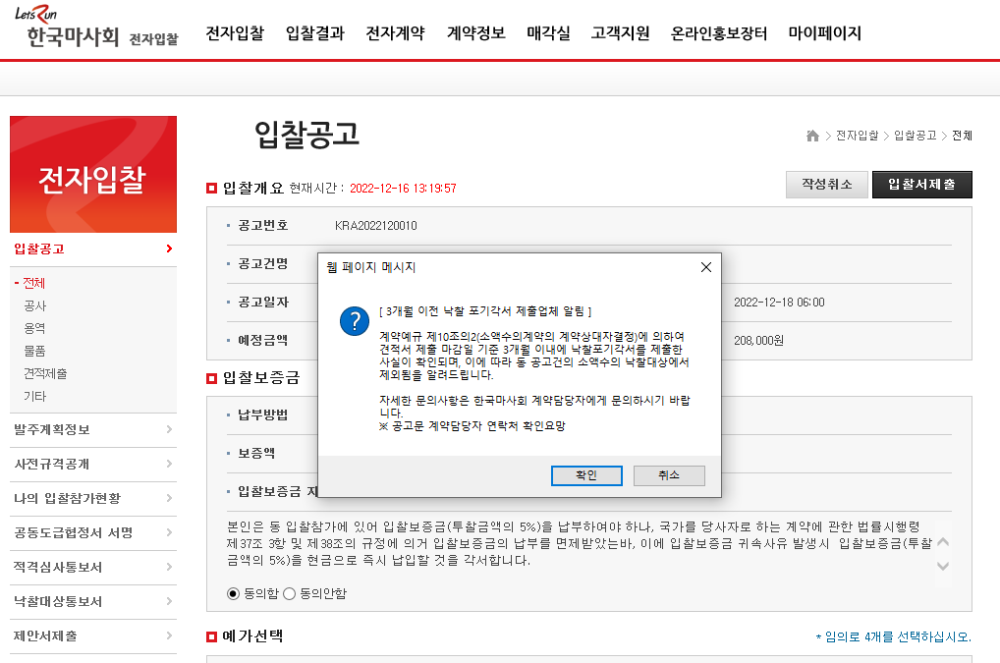 Let's Run
한국마사회 전자입찰
전자입찰 입찰결과 전자계약 계약정보 매각실 고객지원 온라인홍보장터 마이페이지
전자입찰
입찰공고
전체
공사
용역
물품
견적제출
기타
발주계획정보
사전규격공개
나의 입찰참가현황
공동도급협정서 서명
적격심사통보서
낙찰대상통보서
제안서제출
입찰공고
전자입찰 > 입찰공고 > 전체
입찰개요 현재시간 : 2022-12-16 13:19:57
작성취소 입찰서제출
공고번호 KRA2022120010
공고건명
공고일자 2022-12-18 06:00
예정금액 208,000원
입찰보증금
납부방법
보증액
입찰보증금 지
본인은 동 입찰참가에 있어 입찰보증금(투찰금액의 5%)을 납부하여야 하나, 국가를 당사자로 하는 계약에 관한 법률시행령
제37조 3항 및 제38조의 규정에 의거 입찰보증금의 납부를 면제받았는바, 이에 입찰보증금 귀속사유 발생시 입찰보증금(투찰
금액의 5%)을 현금으로 즉시 납입할 것을 각서합니다.
동의함 동의안함
예가선택 * 임의로 4개를 선택하십시오.
웹 페이지 메시지
[ 3개월 이전 낙찰 포기각서 제출업체 알림 ]
계약예규 제10조의2(소액수의계약의 계약상대자결정)에 의하여
견적서 제출 마감일 기준 3개월 이내에 낙찰포기각서를 제출한
사실이 확인되며, 이에 따라 동 공고건의 소액수의 낙찰대상에서
제외됨을 알려드립니다.
자세한 문의사항은 한국마사회 계약담당자에게 문의하시기 바랍
니다.
※ 공고문 계약담당자 연락처 확인요망
확인 취소